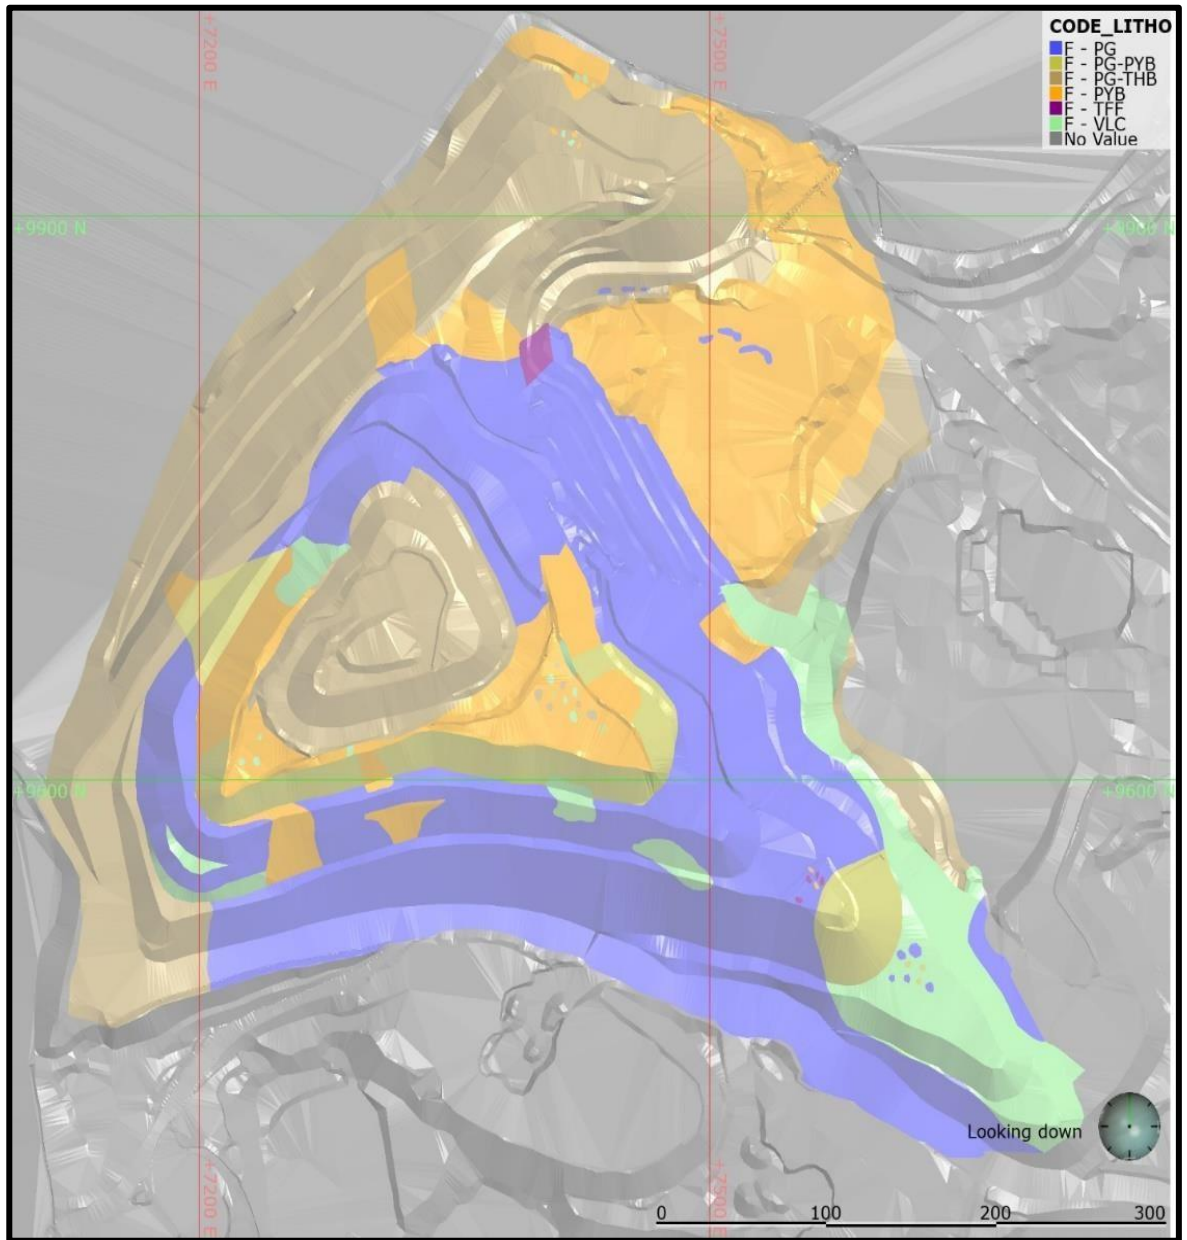 CODE_LITHO
F - PG
F - PG-PYB
F - PG-THB
F - PYB
F - TFF
F - VLC
No Value
+7200 E
+7500 E
+9900 N
+9900 N
+9600 N
+9600 N
+7200 E
+7500 E
Looking down
0 100 200 300